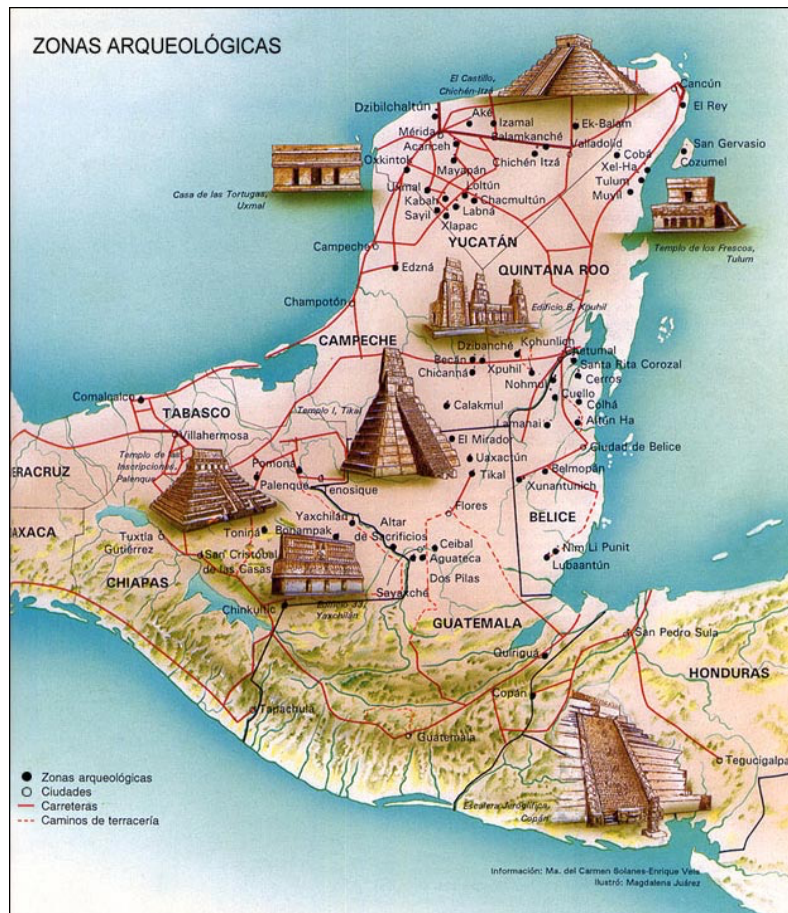 ZONAS ARQUEOLÓGICAS
El Castillo,
Chichén-Itzá
Cancún
El Rey
Dzibilchaltún
Aké
Izamal
Ek-Balam
Mérida
Balamkanché
Valladolid
San Gervasio
Acanceh
Chichén Itzá
Cobá
Cozumel
Oxkintok
Mayapán
Xel-Ha
Tulum
Muyil
Casa de las Tortugas,
Uxmal
Uxmal
Loltún
Kabah
Chacmultún
Sayil
Labná
Xlapac
Templo de los Frescos,
Tulum
Campeche
YUCATÁN
Edzná
QUINTANA ROO
Champotón
Edificio B, Xpuhil
CAMPECHE
Dzibanché
Kohunlich
Chetumal
Becán
Xpuhil
Santa Rita Corozal
Chicanná
Nohmul
Cerros
Comalcalco
Cuello
TABASCO
Templo I, Tikal
Calakmul
Colhá
Lamanai
Altún Ha
Villahermosa
El Mirador
Ciudad de Belice
Templo de las
Inscripciones,
Palenque
Uaxactún
VERACRUZ
Pomoná
Tikal
Belmopán
Palenque
Tenosique
Xunantunich
Flores
OAXACA
Yaxchilán
Altar
de Sacrificios
BELICE
Tuxtla
Gutiérrez
Toniná
Bonampak
Ceibal
Nim Li Punit
San Cristóbal
de las Casas
Aguateca
Lubaantún
CHIAPAS
Dos Pilas
Sayaxché
Chinkultic
Edificio 33,
Yaxchilán
GUATEMALA
San Pedro Sula
Quiriguá
HONDURAS
Copán
Tapachula
Guatemala
Tegucigalpa
Zonas arqueológicas
Ciudades
Carreteras
Caminos de terracería
Escalera Jeroglífica,
Copán
Información: Ma. del Carmen Solanes-Enrique Vela
Ilustró: Magdalena Juárez